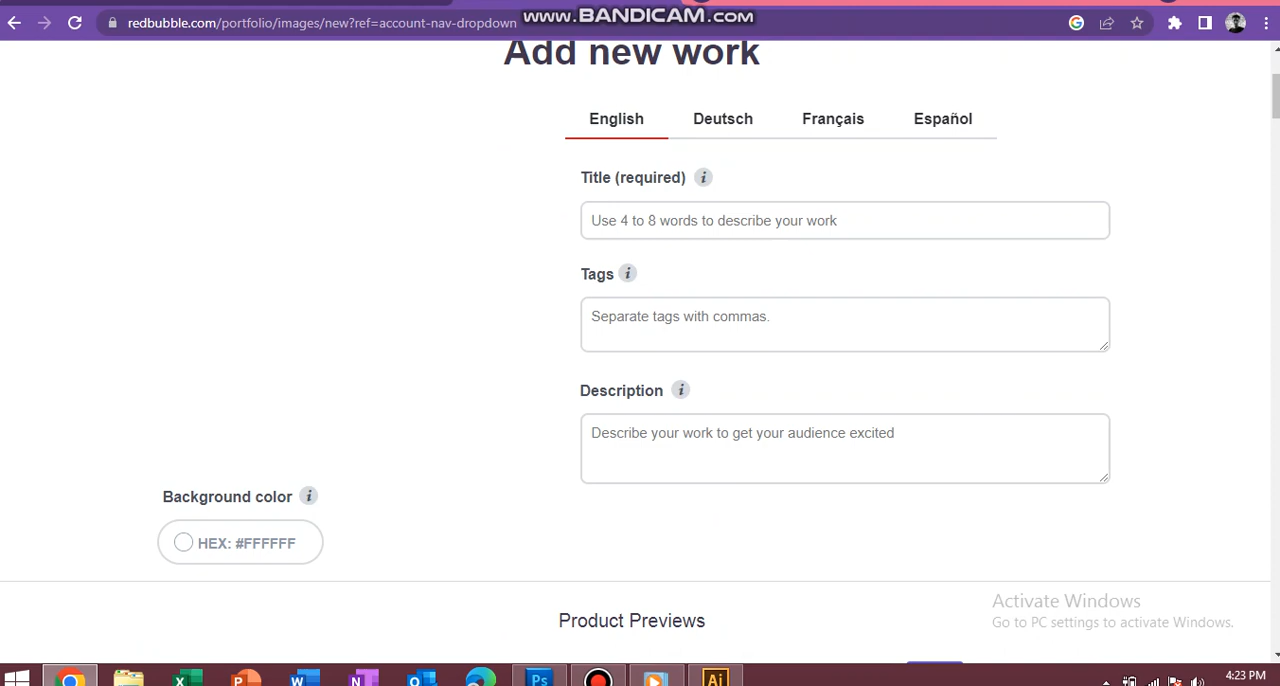 redbubble.com/portfolio/images/new?ref=account-nav-dropdown
www.BANDICAM.com
Add new work
English Deutsch Français Español
Title (required) i
Use 4 to 8 words to describe your work
Tags i
Separate tags with commas.
Description i
Describe your work to get your audience excited
Background color i
HEX: #FFFFFF
Product Previews
Activate Windows
Go to PC settings to activate Windows.
Ps Ai
4:23 PM